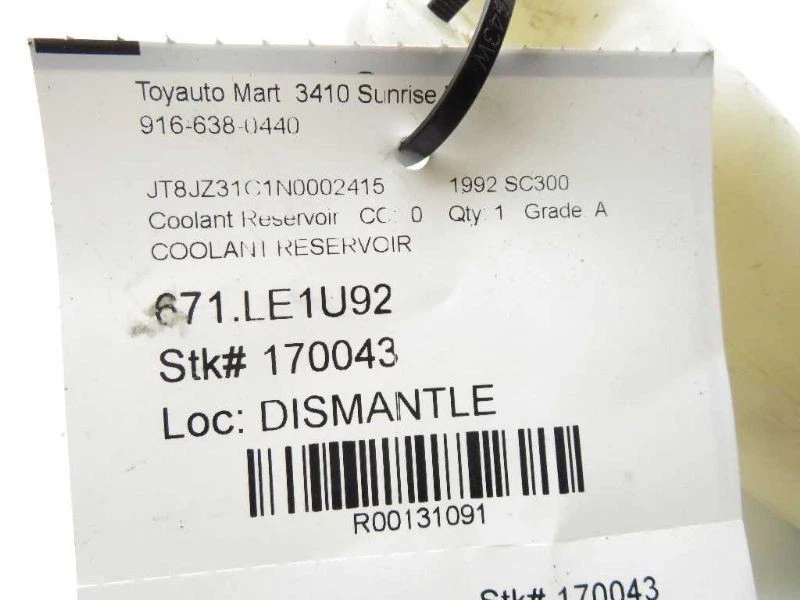 Toyauto Mart 3410 Sunrise
916-638-0440
JT8JZ31C1N0002415 1992 SC300
Coolant Reservoir CC: 0 Qty: 1 Grade: A
COOLANT RESERVOIR
671.LE1U92
Stk# 170043
Loc: DISMANTLE
R00131091
Stk# 170043